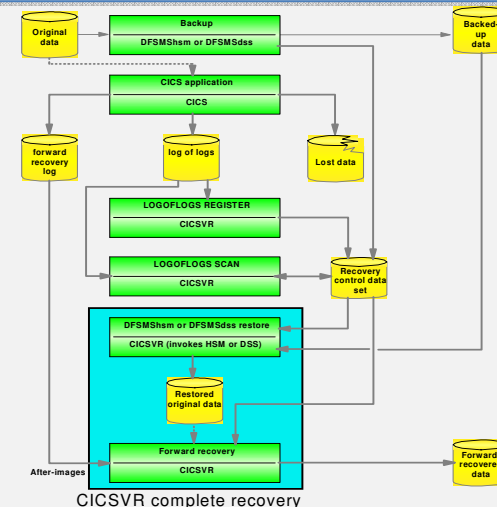 Original
data
Backup
DFSMShsm or DFSMSdss
Backed-
up
data
CICS application
CICS
forward
recovery
log
log of logs
Lost data
LOGOFLOGS REGISTER
CICSVR
LOGOFLOGS SCAN
CICSVR
Recovery
control data
set
DFSMShsm or DFSMSdss restore
CICSVR (invokes HSM or DSS)
Restored
original data
Forward recovery
CICSVR
After-images
Forward
recovered
data
CICSVR complete recovery